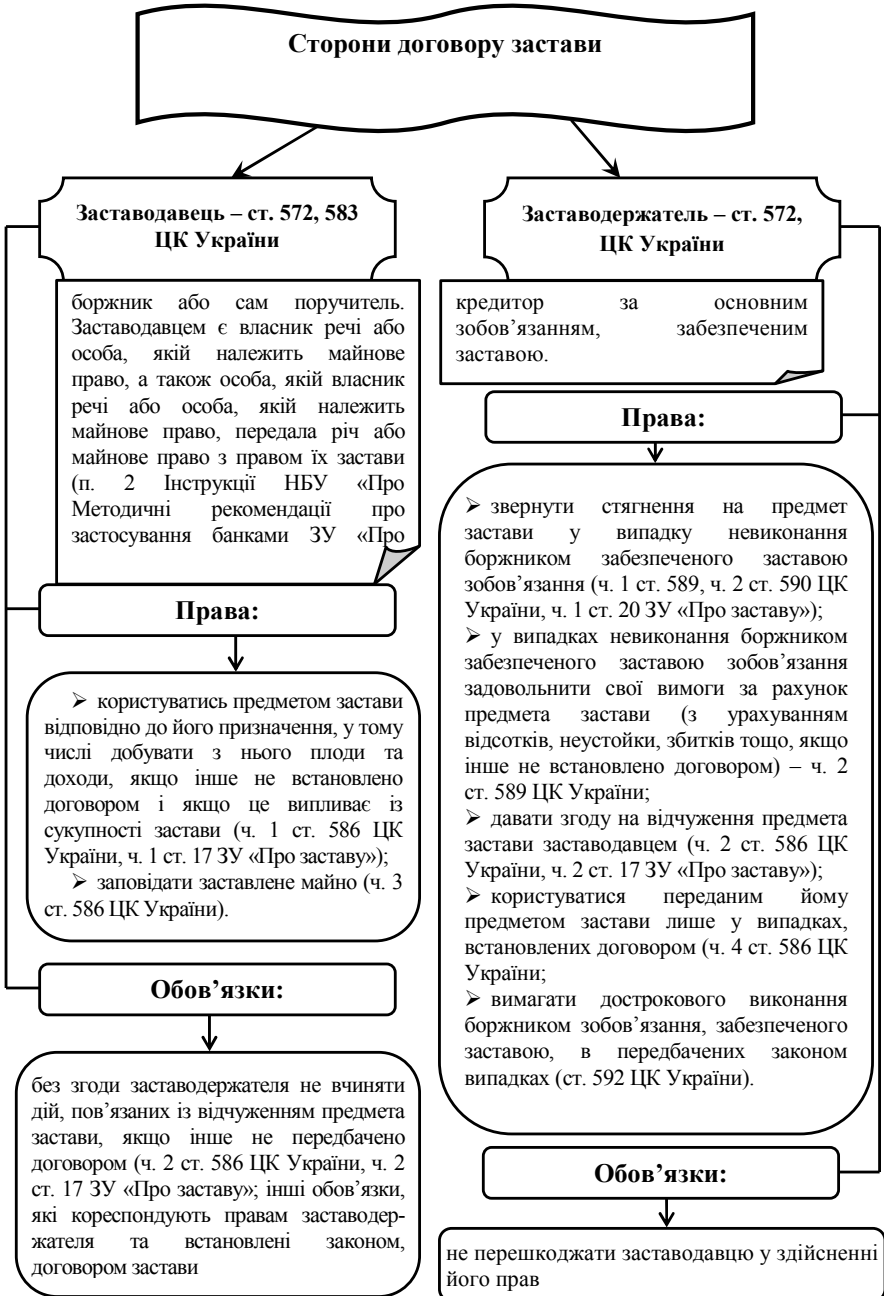 Сторони договору застави
Заставодавець – ст. 572, 583
ЦК України
боржник або сам поручитель.
Заставодавцем є власник речі або
особа, якій належить майнове
право, а також особа, якій власник
речі або особа, якій належить
майнове право, передала річ або
майнове право з правом їх застави
(п. 2 Інструкції НБУ «Про
Методичні рекомендації про
застосування банками ЗУ «Про
Права:
➢ користуватись предметом застави
відповідно до його призначення, у тому
числі добувати з нього плоди та
доходи, якщо інше не встановлено
договором і якщо це випливає із
сукупності застави (ч. 1 ст. 586 ЦК
України, ч. 1 ст. 17 ЗУ «Про заставу»);
➢ заповідати заставлене майно (ч. 3
ст. 586 ЦК України).
Обов’язки:
без згоди заставодержателя не вчиняти
дій, пов’язаних із відчуженням предмета
застави, якщо інше не передбачено
договором (ч. 2 ст. 586 ЦК України, ч. 2
ст. 17 ЗУ «Про заставу»; інші обов’язки,
які кореспондують правам заставодер-
жателя та встановлені законом,
договором застави
Заставодержатель – ст. 572,
ЦК України
кредитор за основним
зобов’язанням, забезпеченим
заставою.
Права:
➢ звернути стягнення на предмет
застави у випадку невиконання
боржником забезпеченого заставою
зобов’язання (ч. 1 ст. 589, ч. 2 ст. 590 ЦК
України, ч. 1 ст. 20 ЗУ «Про заставу»);
➢ у випадках невиконання боржником
забезпеченого заставою зобов’язання
задовольнити свої вимоги за рахунок
предмета застави (з урахуванням
відсотків, неустойки, збитків тощо, якщо
інше не встановлено договором) – ч. 2
ст. 589 ЦК України;
➢ давати згоду на відчуження предмета
застави заставодавцем (ч. 2 ст. 586 ЦК
України, ч. 2 ст. 17 ЗУ «Про заставу»);
➢ користуватися переданим йому
предметом застави лише у випадках,
встановлених договором (ч. 4 ст. 586 ЦК
України;
➢ вимагати дострокового виконання
боржником зобов’язання, забезпеченого
заставою, в передбачених законом
випадках (ст. 592 ЦК України).
Обов’язки:
не перешкоджати заставодавцю у здійсненні
його прав